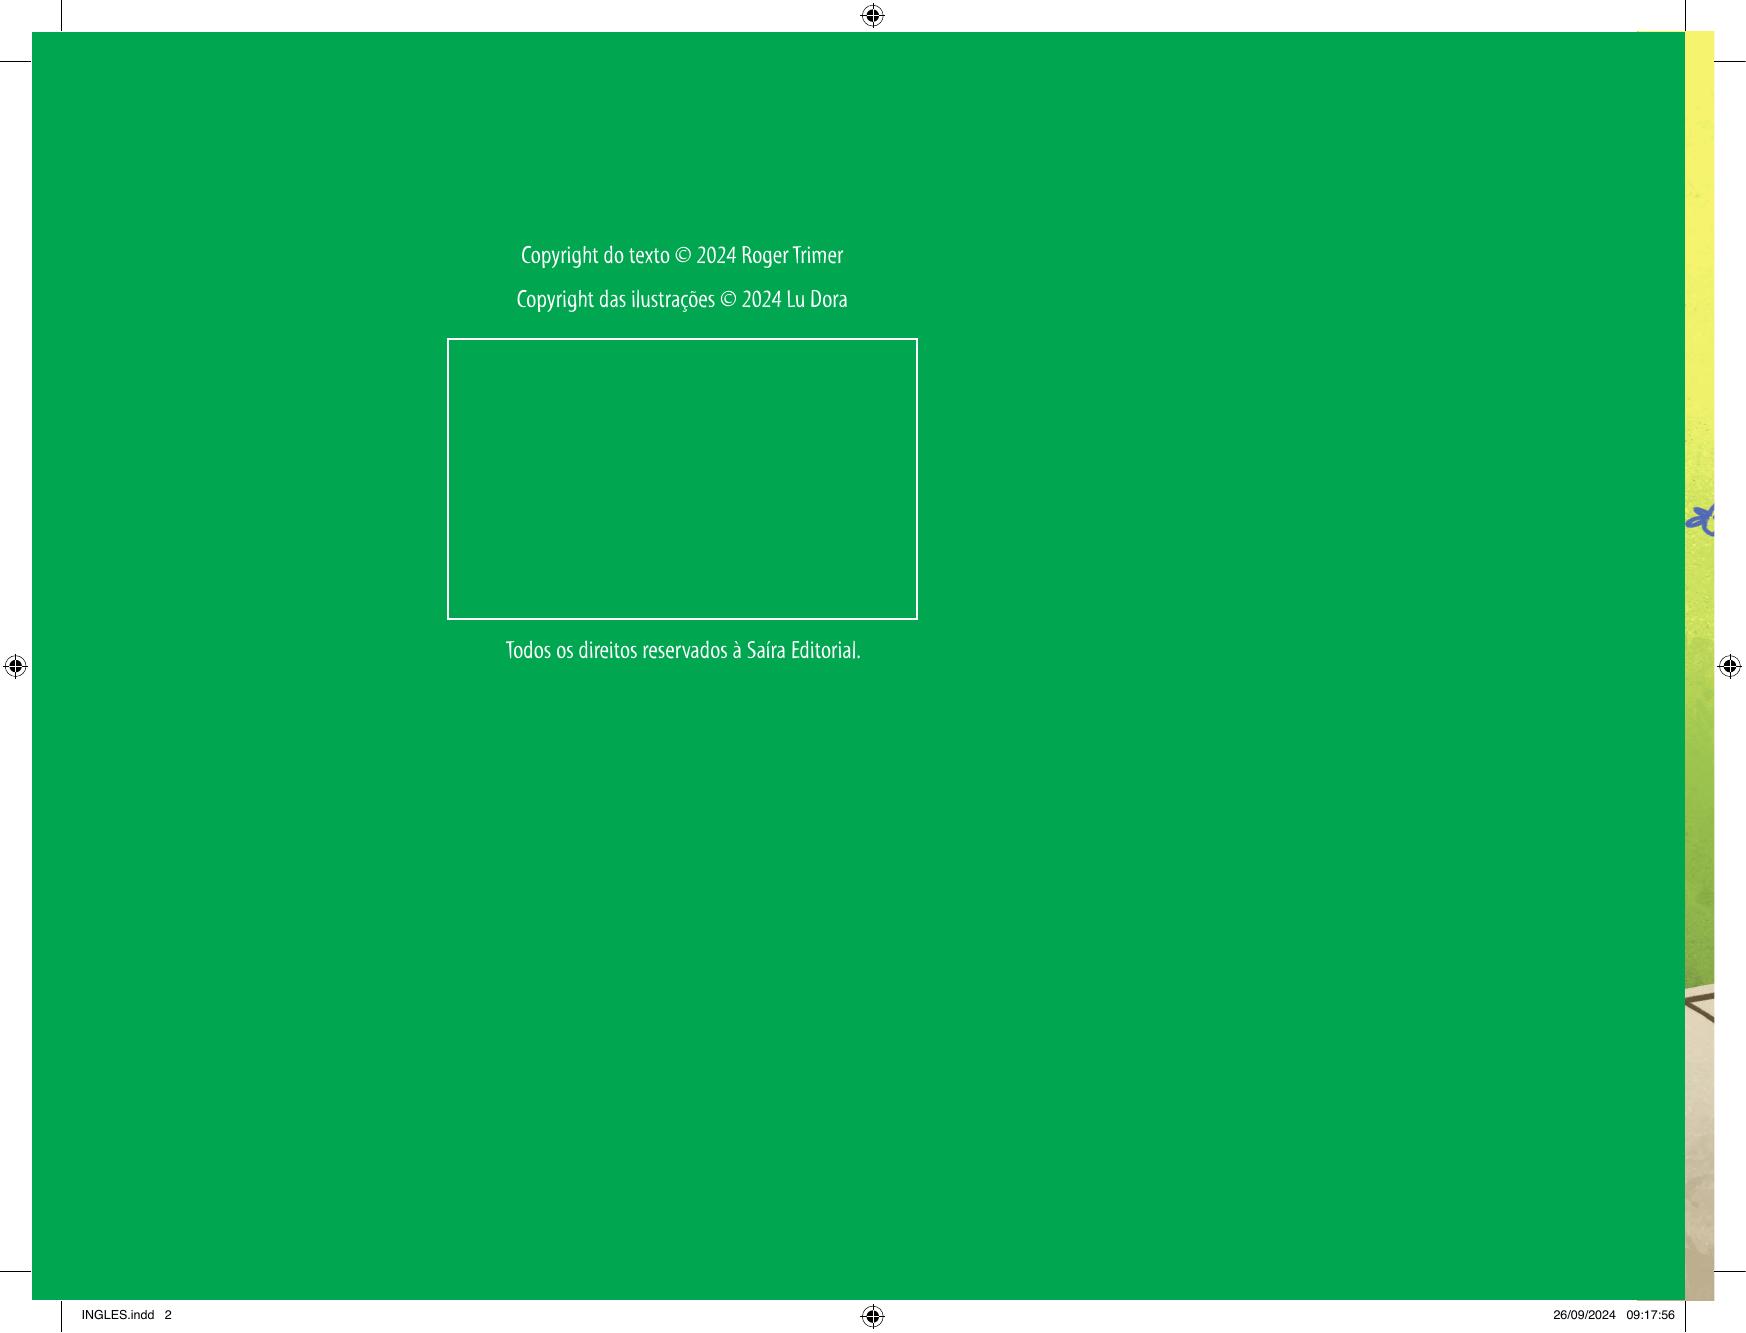 Copyright do texto © 2024 Roger Trimer
Copyright das ilustrações © 2024 Lu Dora
Todos os direitos reservados à Saíra Editorial.
INGLES.indd 2
26/09/2024 09:17:56